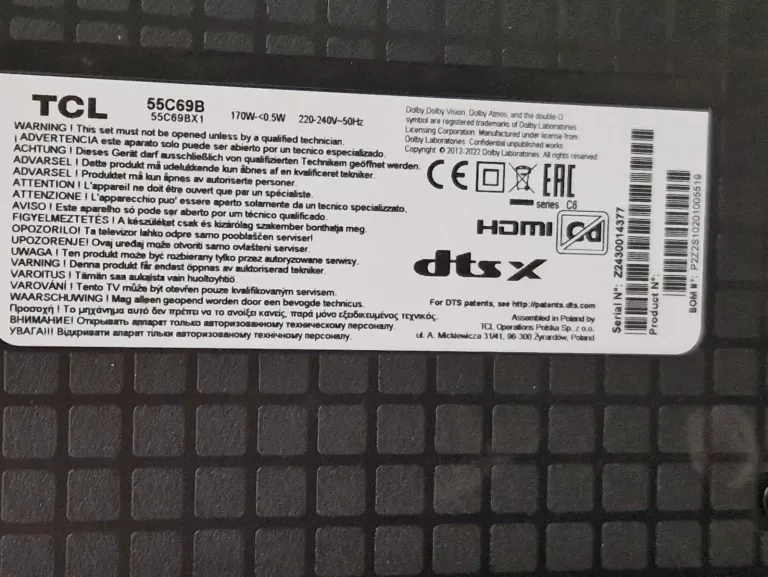 TCL
55C69B
55C69BX1
170W-<0.5W 220-240V~50Hz
WARNING ! This set must not be opened unless by a qualified technician.
¡ ADVERTENCIA este aparato solo puede ser abierto por un técnico especializado.
ACHTUNG ! Dieses Gerät darf ausschließlich von qualifizierten Technikern geöffnet werden.
ADVARSEL ! Dette produkt må udelukkende kun åbnes af en kvalificeret tekniker.
ADVARSEL ! Produktet må kun åpnes av autoriserte personer.
ATTENTION ! L'appareil ne doit être ouvert que par un spécialiste.
ATTENZIONE ! L'apparecchio puo' essere aperto solamente da un tecnico specializzato.
AVISO ! Este aparelho só pode ser aberto por um técnico qualificado.
FIGYELMEZTETÉS ! A készüléket csak és kizárólag szakember bonthatja meg.
OPOZORILO! Ta televizor lahko odpre samo pooblaščen serviser!
UPOZORENJE! Ovaj uređaj može otvoriti samo ovlašteni serviser.
UWAGA ! Ten produkt może być rozbierany tylko przez autoryzowane serwisy.
VARNING ! Denna produkt får endast öppnas av auktoriserad tekniker.
VAROITUS ! Tämän saa aukaista vain huoltoyhtiö.
VAROVÁNÍ ! Tento TV může být otevřen pouze kvalifikovaným servisem.
WAARSCHUWING ! Mag alleen geopend worden door een bevoegde technicus.
Προσοχή ! Το μηχάνημα αυτό δεν πρέπει να το ανοίξει κανείς, παρά μόνο εξειδικευμένος τεχνικός.
ВНИМАНИЕ! Открывать аппарат только авторизованному техническому персоналу.
УВАГА!!! Відкривати апарат тільки авторизованому технічному персоналу.
Dolby, Dolby Vision, Dolby Atmos, and the double-D
symbol are registered trademarks of Dolby Laboratories
Licensing Corporation. Manufactured under license from
Dolby Laboratories. Confidential unpublished works.
Copyright © 2012-2022 Dolby Laboratories. All rights reserved.
CE EAC
series C6
HDMI Cd
dts X
For DTS patents, see http://patents.dts.com
Assembled in Poland by
TCL Operations Polska Sp. z o.o.
ul. A. Mickiewicza 31/41, 96-300 Żyrardów, Poland
Serial N°: Z2430014377
Product N°:
BOM N°: P2Z2S10201005519